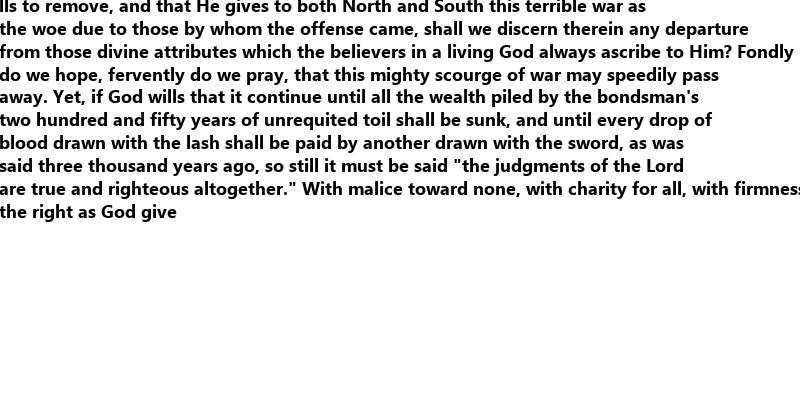 lls to remove, and that He gives to both North and South this terrible war as
the woe due to those by whom the offense came, shall we discern therein any departure
from those divine attributes which the believers in a living God always ascribe to Him? Fondly
do we hope, fervently do we pray, that this mighty scourge of war may speedily pass
away. Yet, if God wills that it continue until all the wealth piled by the bondsman's
two hundred and fifty years of unrequited toil shall be sunk, and until every drop of
blood drawn with the lash shall be paid by another drawn with the sword, as was
said three thousand years ago, so still it must be said "the judgments of the Lord
are true and righteous altogether." With malice toward none, with charity for all, with firmnes
the right as God give